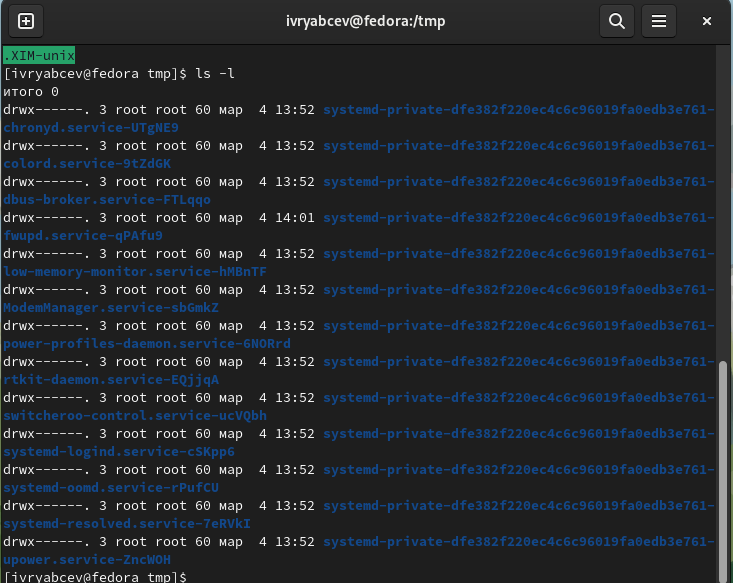 ivryabcev@fedora:/tmp
.XIM-unix
[ivryabcev@fedora tmp]$ ls -l
итого 0
drwx------. 3 root root 60 мар  4 13:52 systemd-private-dfe382f220ec4c6c96019fa0edb3e761-
chronyd.service-UTgNE9
drwx------. 3 root root 60 мар  4 13:52 systemd-private-dfe382f220ec4c6c96019fa0edb3e761-
colord.service-9tZdGK
drwx------. 3 root root 60 мар  4 13:52 systemd-private-dfe382f220ec4c6c96019fa0edb3e761-
dbus-broker.service-FTLqqo
drwx------. 3 root root 60 мар  4 14:01 systemd-private-dfe382f220ec4c6c96019fa0edb3e761-
fwupd.service-qPAfu9
drwx------. 3 root root 60 мар  4 13:52 systemd-private-dfe382f220ec4c6c96019fa0edb3e761-
low-memory-monitor.service-hMBnTF
drwx------. 3 root root 60 мар  4 13:52 systemd-private-dfe382f220ec4c6c96019fa0edb3e761-
ModemManager.service-sbGmkZ
drwx------. 3 root root 60 мар  4 13:52 systemd-private-dfe382f220ec4c6c96019fa0edb3e761-
power-profiles-daemon.service-6NORrd
drwx------. 3 root root 60 мар  4 13:52 systemd-private-dfe382f220ec4c6c96019fa0edb3e761-
rtkit-daemon.service-EQjjqA
drwx------. 3 root root 60 мар  4 13:52 systemd-private-dfe382f220ec4c6c96019fa0edb3e761-
switcheroo-control.service-ucVQbh
drwx------. 3 root root 60 мар  4 13:52 systemd-private-dfe382f220ec4c6c96019fa0edb3e761-
systemd-logind.service-cSKpp6
drwx------. 3 root root 60 мар  4 13:52 systemd-private-dfe382f220ec4c6c96019fa0edb3e761-
systemd-oomd.service-rPufCU
drwx------. 3 root root 60 мар  4 13:52 systemd-private-dfe382f220ec4c6c96019fa0edb3e761-
systemd-resolved.service-7eRVkI
drwx------. 3 root root 60 мар  4 13:52 systemd-private-dfe382f220ec4c6c96019fa0edb3e761-
upower.service-ZncWOH
[ivryabcev@fedora tmp]$